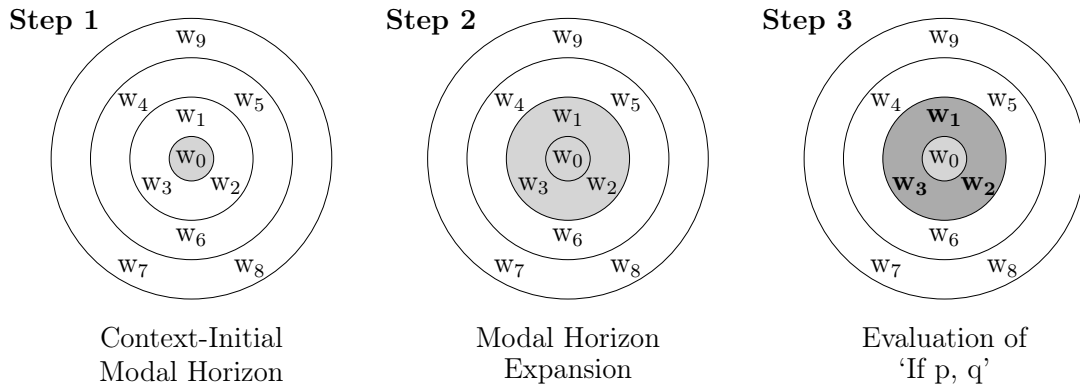 Step 1
w9
w4
w5
w1
w0
w3
w2
w6
w7
w8
Context-Initial
Modal Horizon
Step 2
w9
w4
w5
w1
w0
w3
w2
w6
w7
w8
Modal Horizon
Expansion
Step 3
w9
w4
w5
w1
w0
w3
w2
w6
w7
w8
Evaluation of
‘If p, q’